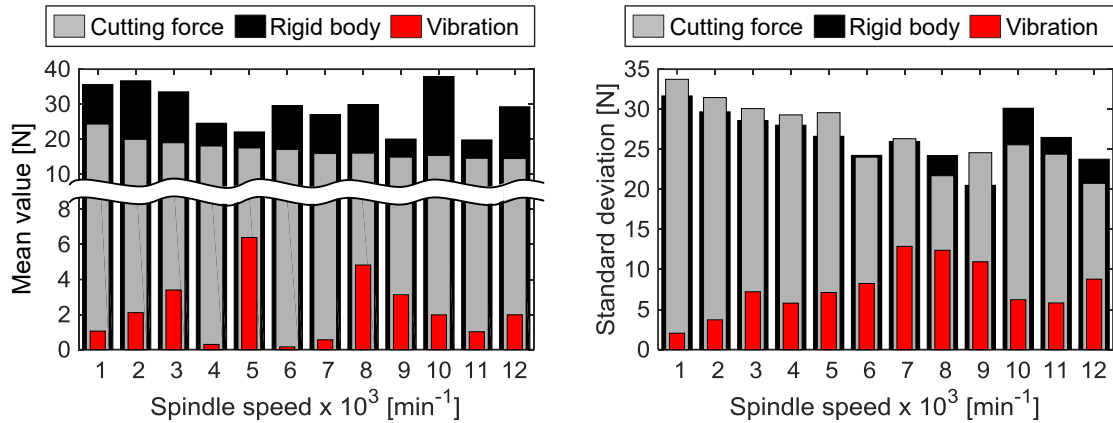 Cutting force Rigid body Vibration
Mean value [N]
40
30
20
10
8
6
4
2
0
1 2 3 4 5 6 7 8 9 10 11 12
Spindle speed x 10³ [min⁻¹]
Cutting force Rigid body Vibration
Standard deviation [N]
35
30
25
20
15
10
5
0
1 2 3 4 5 6 7 8 9 10 11 12
Spindle speed x 10³ [min⁻¹]